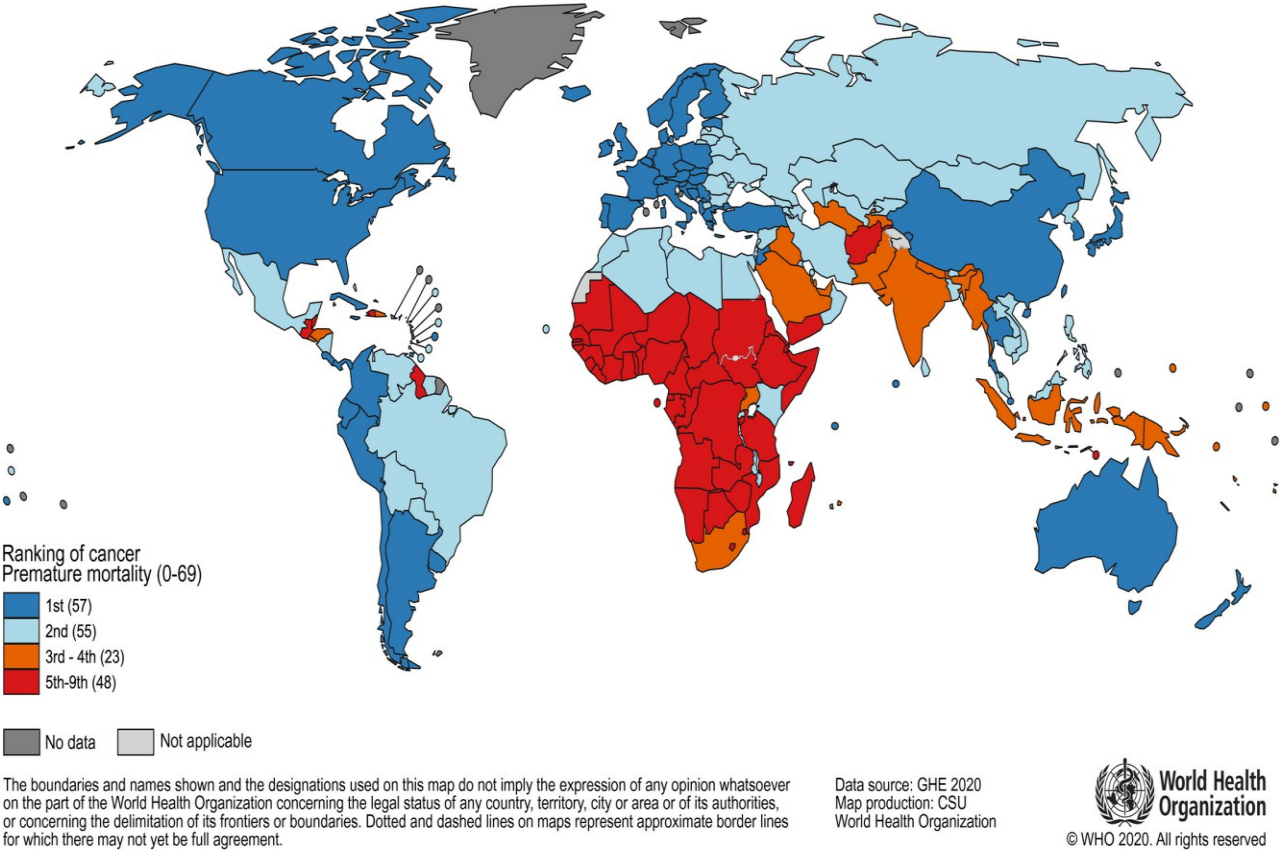 Ranking of cancer
Premature mortality (0-69)
1st (57)
2nd (55)
3rd - 4th (23)
5th-9th (48)
No data
Not applicable
The boundaries and names shown and the designations used on this map do not imply the expression of any opinion whatsoever
on the part of the World Health Organization concerning the legal status of any country, territory, city or area or of its authorities,
or concerning the delimitation of its frontiers or boundaries. Dotted and dashed lines on maps represent approximate border lines
for which there may not yet be full agreement.
Data source: GHE 2020
Map production: CSU
World Health Organization
World Health
Organization
© WHO 2020. All rights reserved